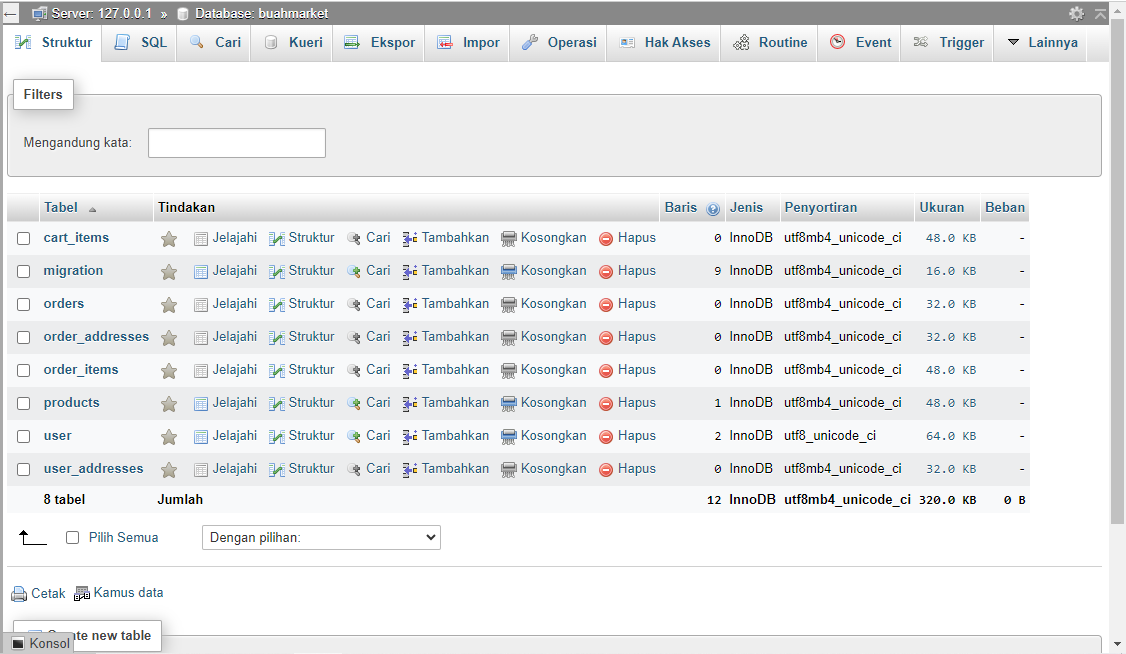 Server: 127.0.0.1 » Database: buahmarket
Struktur SQL Cari Kueri Ekspor Impor Operasi Hak Akses Routine Event Trigger Lainnya
Filters
Mengandung kata:
Tabel Tindakan Baris Jenis Penyortiran Ukuran Beban
cart_items Jelajahi Struktur Cari Tambahkan Kosongkan Hapus 0 InnoDB utf8mb4_unicode_ci 48.0 KB -
migration Jelajahi Struktur Cari Tambahkan Kosongkan Hapus 9 InnoDB utf8mb4_unicode_ci 16.0 KB -
orders Jelajahi Struktur Cari Tambahkan Kosongkan Hapus 0 InnoDB utf8mb4_unicode_ci 32.0 KB -
order_addresses Jelajahi Struktur Cari Tambahkan Kosongkan Hapus 0 InnoDB utf8mb4_unicode_ci 32.0 KB -
order_items Jelajahi Struktur Cari Tambahkan Kosongkan Hapus 0 InnoDB utf8mb4_unicode_ci 48.0 KB -
products Jelajahi Struktur Cari Tambahkan Kosongkan Hapus 1 InnoDB utf8mb4_unicode_ci 48.0 KB -
user Jelajahi Struktur Cari Tambahkan Kosongkan Hapus 2 InnoDB utf8_unicode_ci 64.0 KB -
user_addresses Jelajahi Struktur Cari Tambahkan Kosongkan Hapus 0 InnoDB utf8mb4_unicode_ci 32.0 KB -
8 tabel Jumlah 12 InnoDB utf8mb4_unicode_ci 320.0 KB 0 B
Pilih Semua Dengan pilihan:
Cetak Kamus data
new table
Konsol